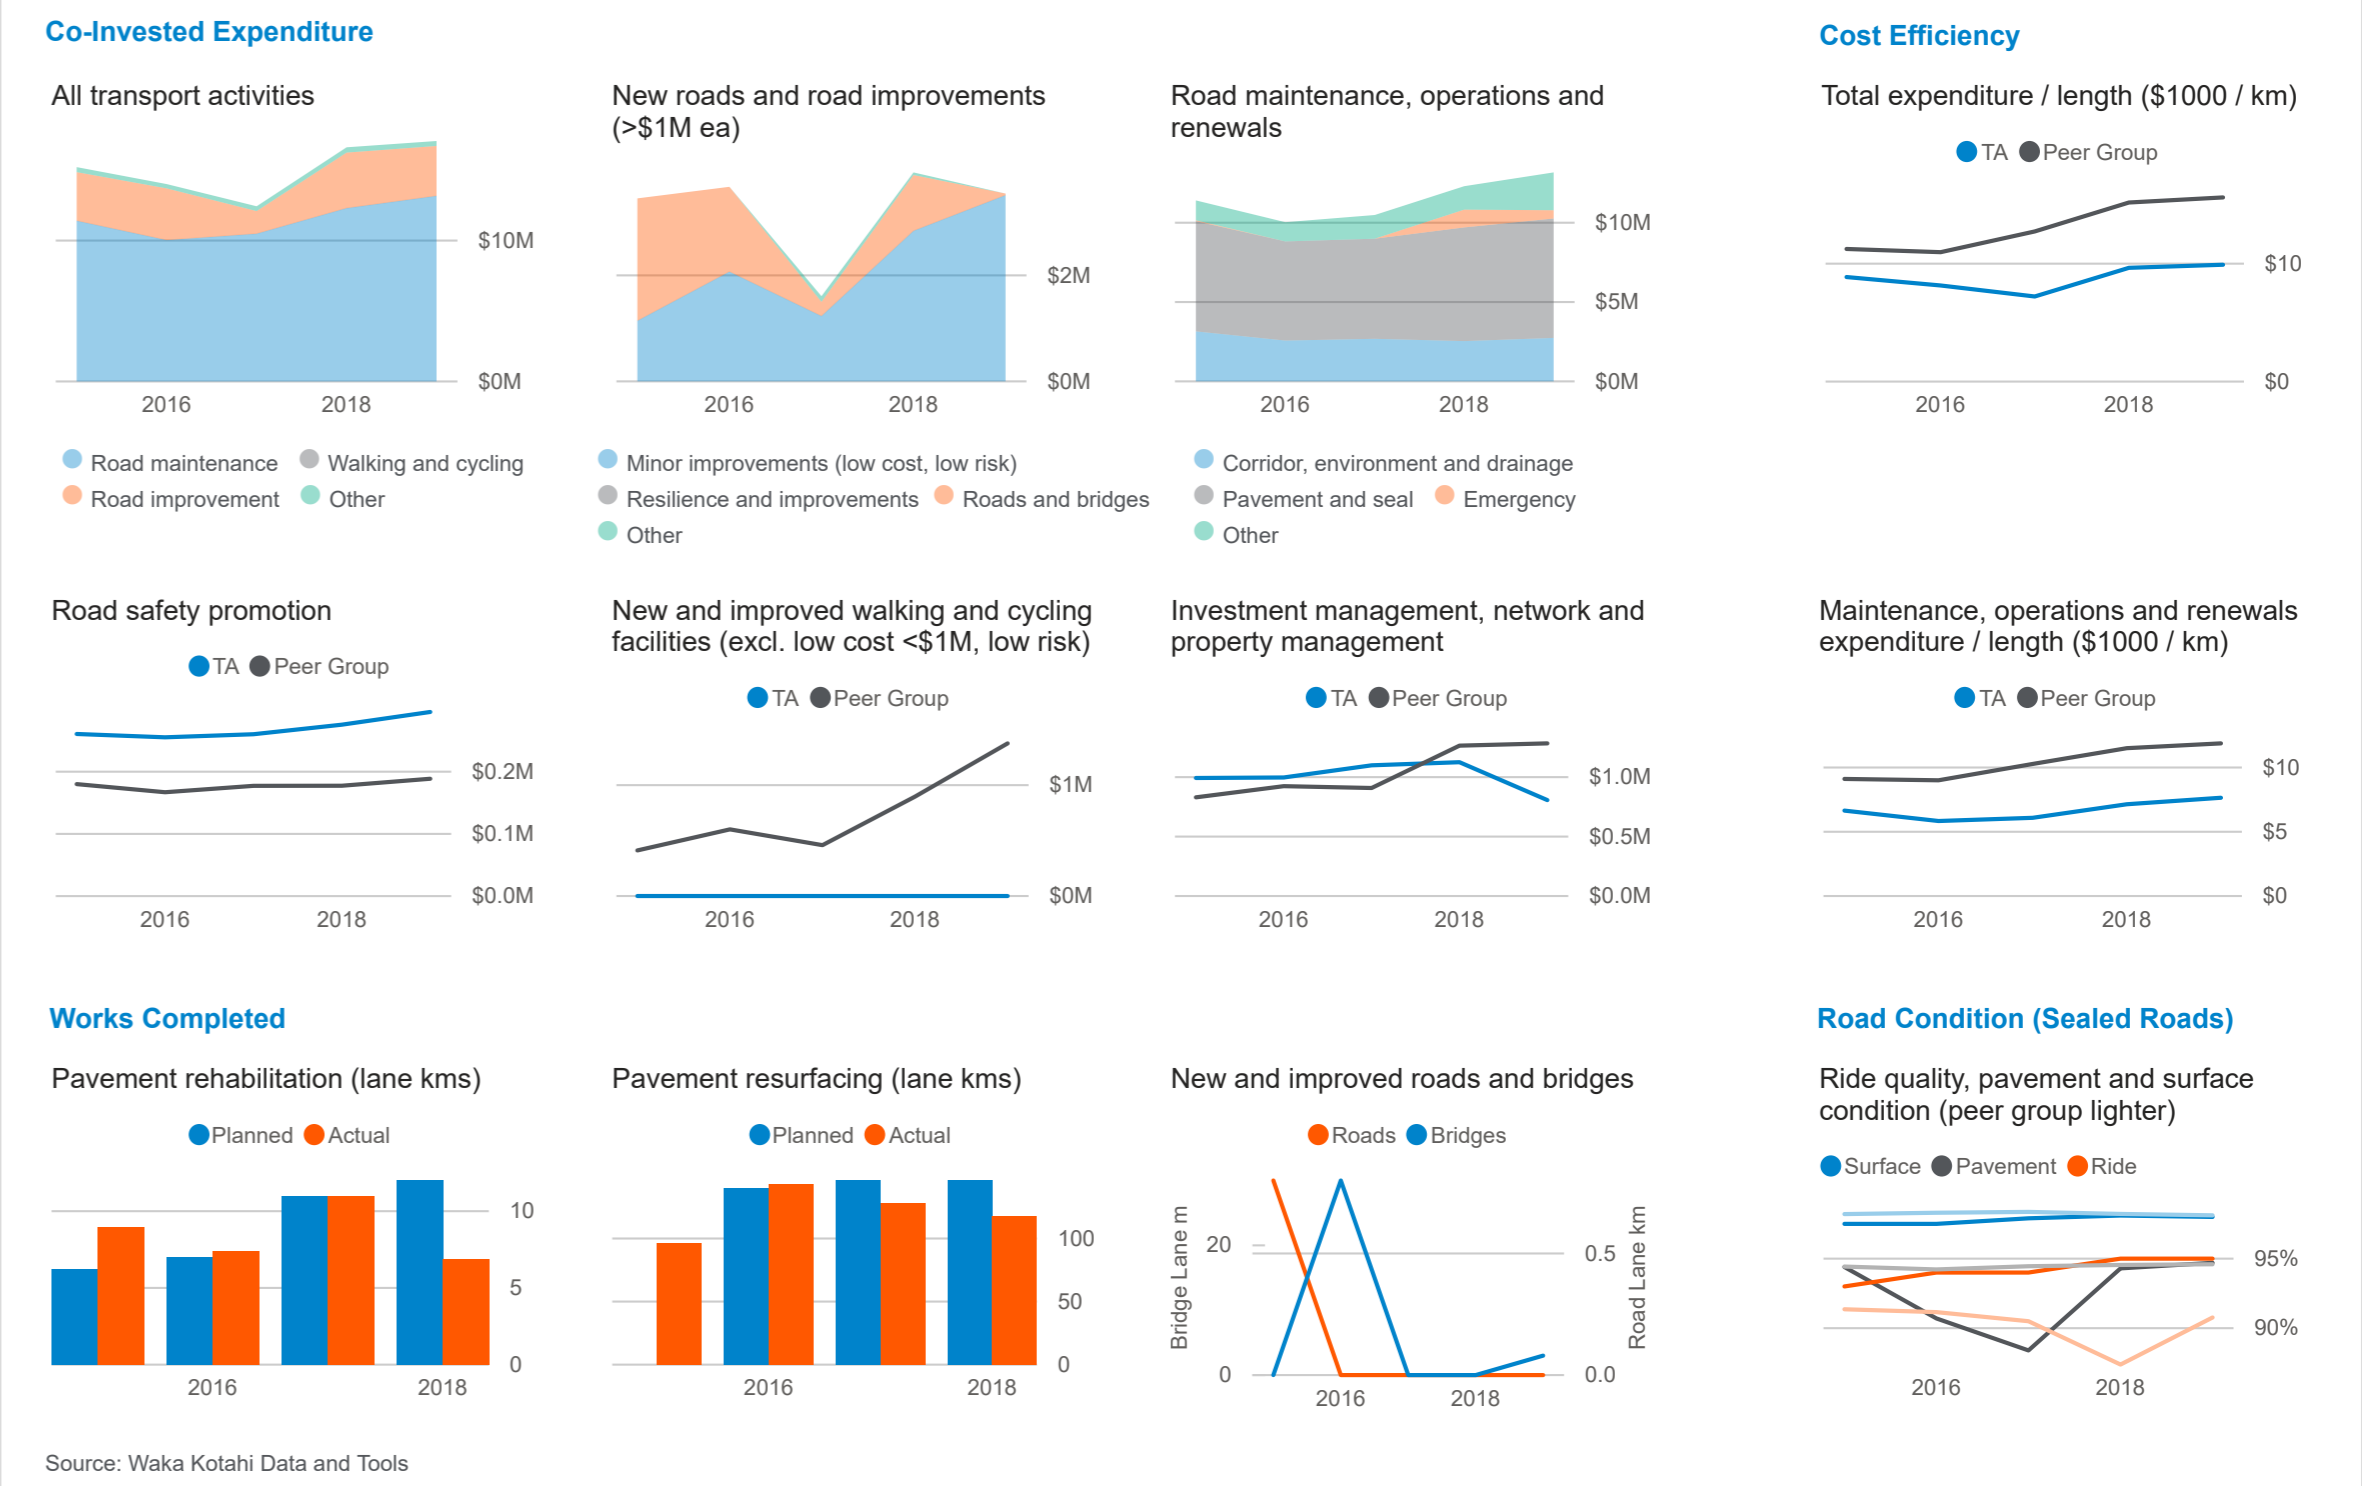 Co-Invested Expenditure
Cost Efficiency
All transport activities
$10M
$0M
2016 2018
Road maintenance Walking and cycling
Road improvement Other
New roads and road improvements
(>$1M ea)
$2M
$0M
2016 2018
Minor improvements (low cost, low risk)
Resilience and improvements Roads and bridges
Other
Road maintenance, operations and
renewals
$10M
$5M
$0M
2016 2018
Corridor, environment and drainage
Pavement and seal Emergency
Other
Total expenditure / length ($1000 / km)
TA Peer Group
$10
$0
2016 2018
Road safety promotion
TA Peer Group
$0.2M
$0.1M
$0.0M
2016 2018
New and improved walking and cycling
facilities (excl. low cost <$1M, low risk)
TA Peer Group
$1M
$0M
2016 2018
Investment management, network and
property management
TA Peer Group
$1.0M
$0.5M
$0.0M
2016 2018
Maintenance, operations and renewals
expenditure / length ($1000 / km)
TA Peer Group
$10
$5
$0
2016 2018
Works Completed
Road Condition (Sealed Roads)
Pavement rehabilitation (lane kms)
Planned Actual
10
5
0
2016 2018
Pavement resurfacing (lane kms)
Planned Actual
100
50
0
2016 2018
New and improved roads and bridges
Roads Bridges
Bridge Lane m
20
0
0.5
0.0
Road Lane km
2016 2018
Ride quality, pavement and surface
condition (peer group lighter)
Surface Pavement Ride
95%
90%
2016 2018
Source: Waka Kotahi Data and Tools